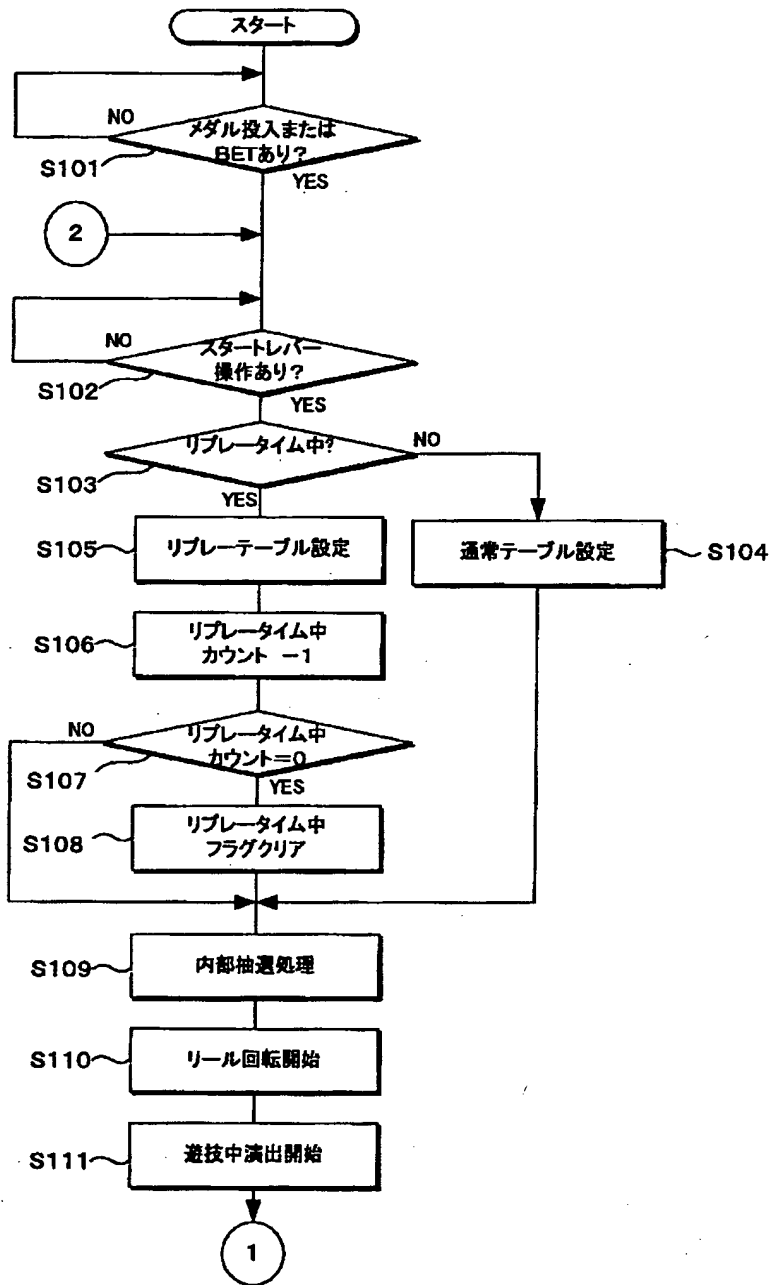 スタート
NO
メダル投入または
BETあり?
S101
YES
2
NO
スタートレバー
操作あり?
S102
YES
リプレータイム中?
NO
S103
YES
S105
リプレーテーブル設定
通常テーブル設定
S104
S106
リプレータイム中
カウント -1
NO
リプレータイム中
カウント=0
S107
YES
S108
リプレータイム中
フラグクリア
S109
内部抽選処理
S110
リール回転開始
S111
遊技中演出開始
1